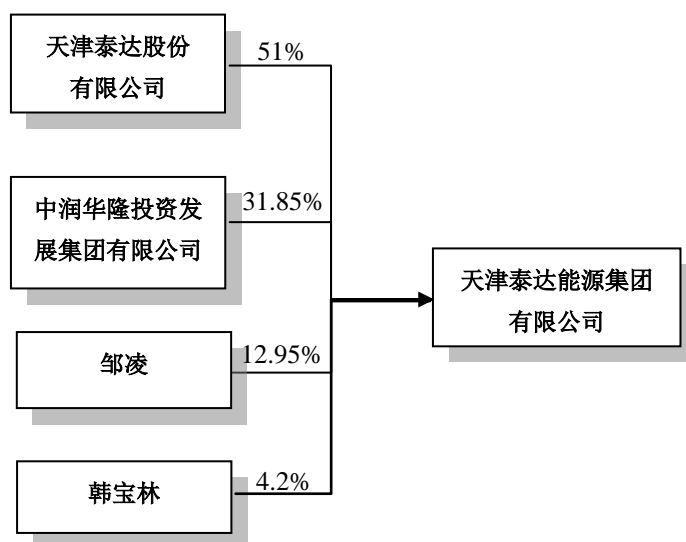 天津泰达股份
有限公司
51%
中润华隆投资发
展集团有限公司
31.85%
天津泰达能源集团
有限公司
邹凌
12.95%
韩宝林
4.2%